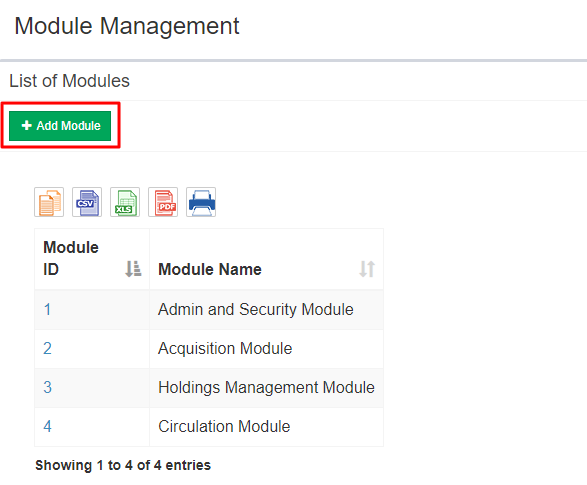 Module Management
List of Modules
Add Module
CSV XLS PDF
Module
ID Module Name
1 Admin and Security Module
2 Acquisition Module
3 Holdings Management Module
4 Circulation Module
Showing 1 to 4 of 4 entries